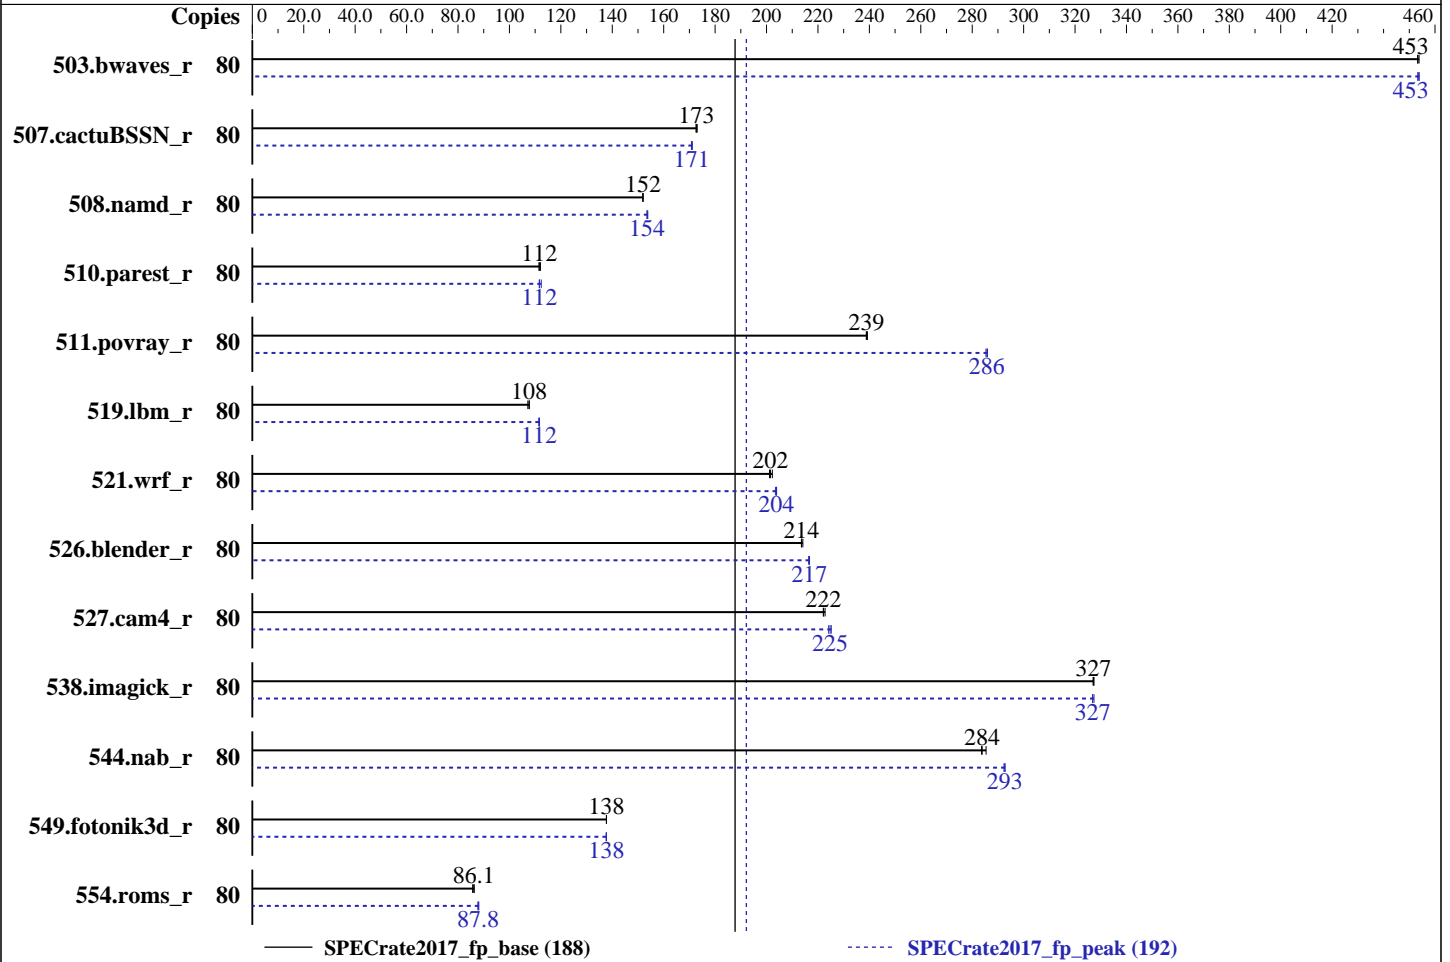 Copies 0 20.0 40.0 60.0 80.0 100 120 140 160 180 200 220 240 260 280 300 320 340 360 380 400 420 460
453
503.bwaves_r 80
453
173
507.cactuBSSN_r 80
171
152
508.namd_r 80
154
112
510.parest_r 80
112
239
511.povray_r 80
286
108
519.lbm_r 80
112
202
521.wrf_r 80
204
214
526.blender_r 80
217
222
527.cam4_r 80
225
327
538.imagick_r 80
327
284
544.nab_r 80
293
138
549.fotonik3d_r 80
138
86.1
554.roms_r 80
87.8
SPECrate2017_fp_base (188) SPECrate2017_fp_peak (192)